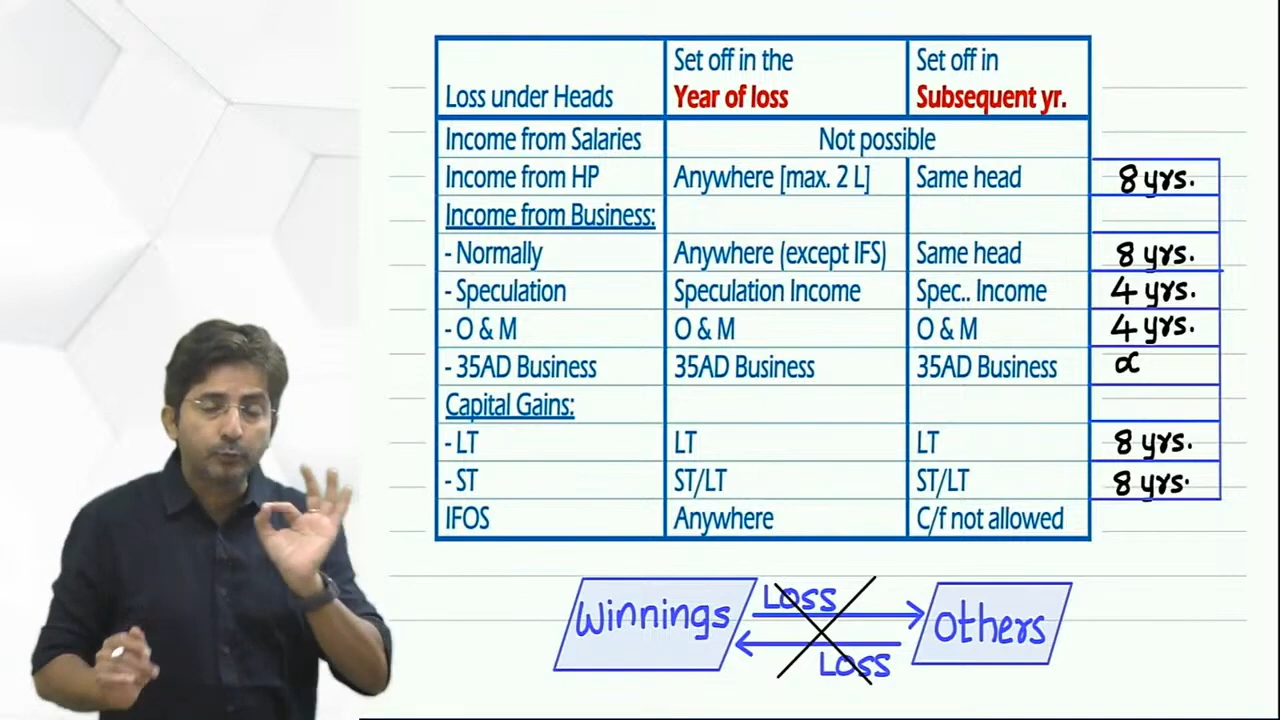 Loss under Heads Set off in the Year of loss Set off in Subsequent yr.
Income from Salaries Not possible
Income from HP Anywhere [max. 2 L] Same head 8 yrs.
Income from Business:
- Normally Anywhere (except IFS) Same head 8 yrs.
- Speculation Speculation Income Spec.. Income 4 yrs.
- O & M O & M O & M 4 yrs.
- 35AD Business 35AD Business 35AD Business α
Capital Gains:
- LT LT LT 8 yrs.
- ST ST/LT ST/LT 8 yrs.
IFOS Anywhere C/f not allowed
Winnings Loss Others
Loss